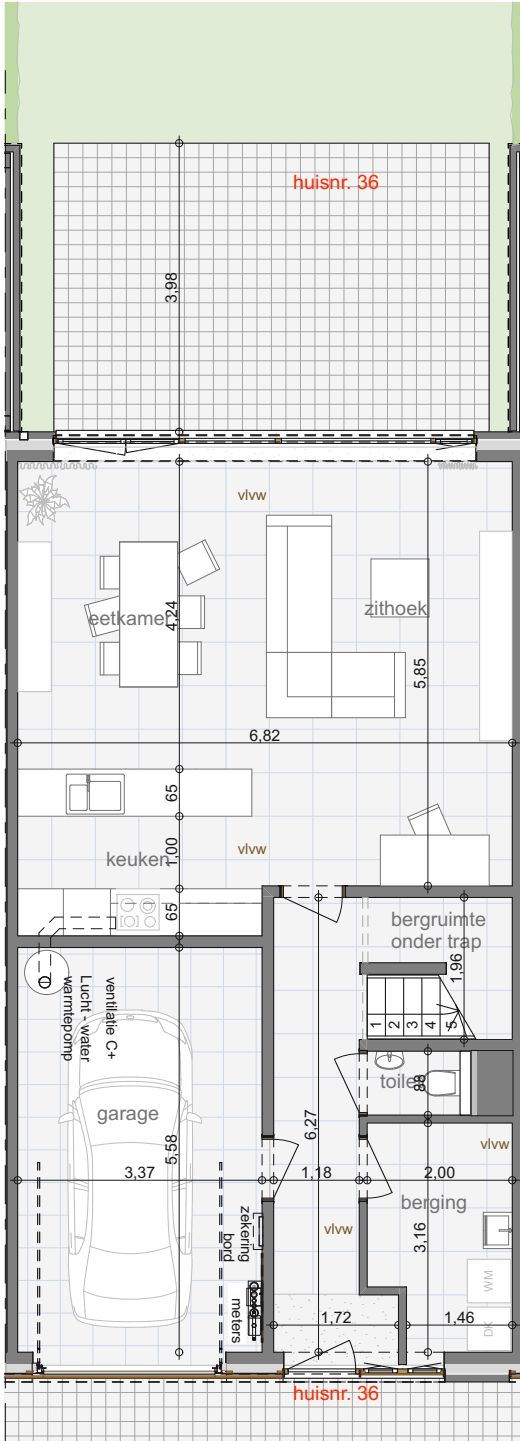 huisnr. 36
3,98
vlvw
eetkamer
4,24
zithoek
5,85
6,82
65
keuken
1,00
vlvw
65
bergruimte
onder trap
1,96
1
2
3
4
5
ventilatie C+
Lucht - water
warmtepomp
toilet
88
garage
5,58
6,27
3,37
1,18
2,00
vlvw
berging
3,16
vlvw
zekering
bord
meters
WM
DK
1,72
1,46
huisnr. 36